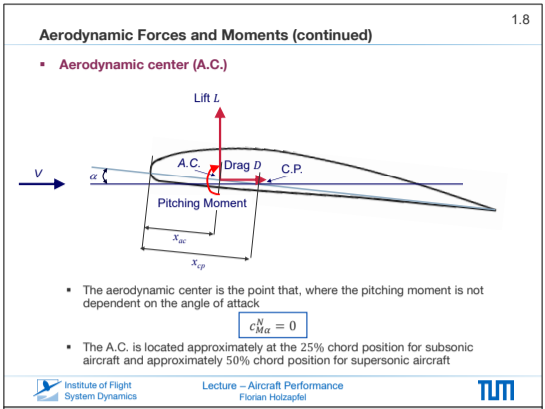 1.8
Aerodynamic Forces and Moments (continued)
▪ Aerodynamic center (A.C.)
Lift L
A.C.
Drag D
C.P.
V
α
Pitching Moment
x_ac
x_cp
▪ The aerodynamic center is the point that, where the pitching moment is not
dependent on the angle of attack
c_{Mα}^N = 0
▪ The A.C. is located approximately at the 25% chord position for subsonic
aircraft and approximately 50% chord position for supersonic aircraft
Institute of Flight
System Dynamics
Lecture – Aircraft Performance
Florian Holzapfel
TUM